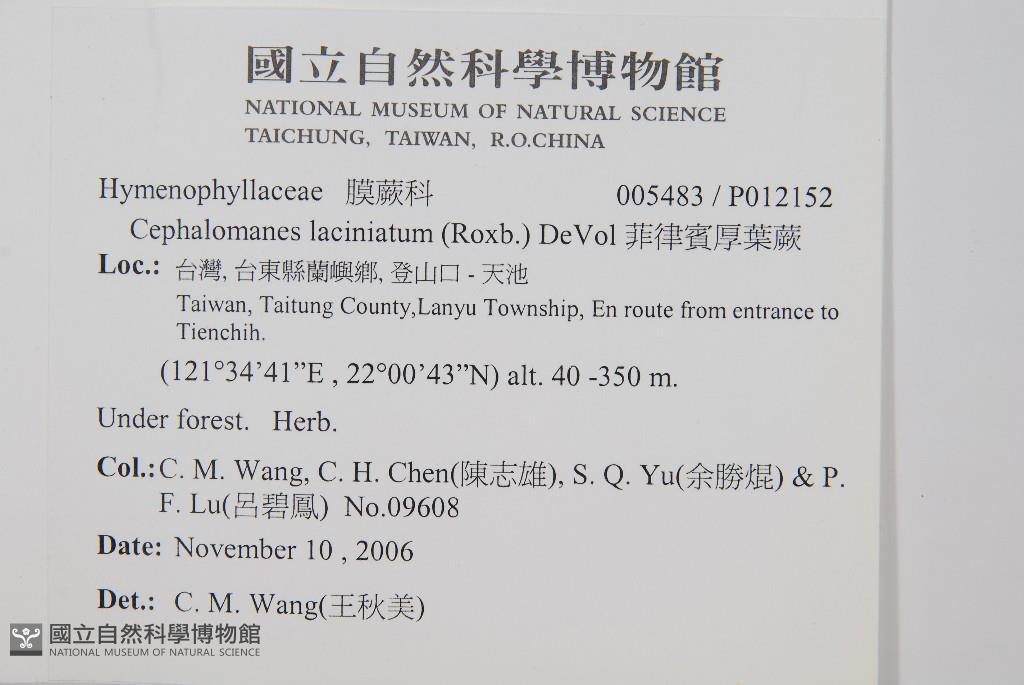 國立自然科學博物館
NATIONAL MUSEUM OF NATURAL SCIENCE
TAICHUNG, TAIWAN, R.O.CHINA
Hymenophyllaceae 膜蕨科 005483 / P012152
Cephalomanes laciniatum (Roxb.) DeVol 菲律賓厚葉蕨
Loc.: 台灣, 台東縣蘭嶼鄉, 登山口 - 天池
Taiwan, Taitung County,Lanyu Township, En route from entrance to
Tienchih.
(121°34’41”E , 22°00’43”N) alt. 40 -350 m.
Under forest. Herb.
Col.: C. M. Wang, C. H. Chen(陳志雄), S. Q. Yu(余勝焜) & P.
F. Lu(呂碧鳳) No.09608
Date: November 10 , 2006
Det.: C. M. Wang(王秋美)
國立自然科學博物館
NATIONAL MUSEUM OF NATURAL SCIENCE